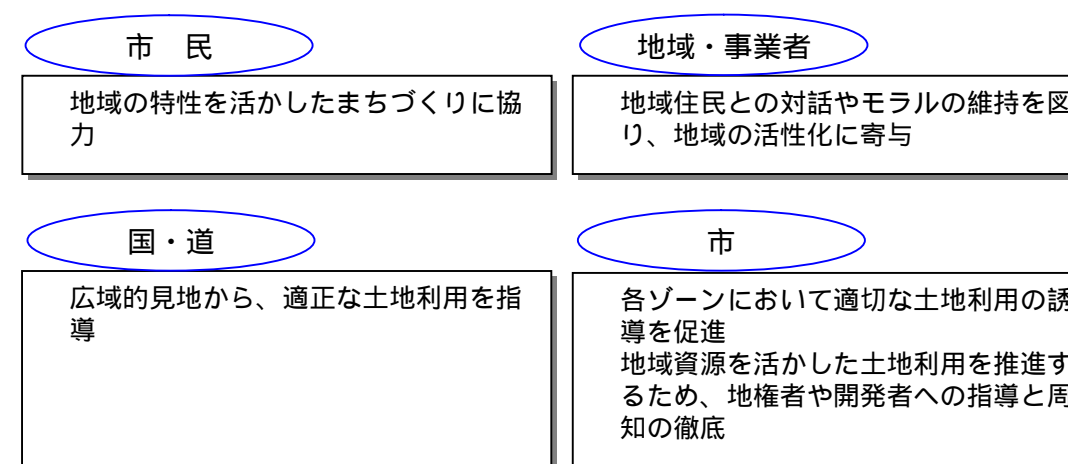 市　民
地域の特性を活かしたまちづくりに協
力
地域・事業者
地域住民との対話やモラルの維持を図
り、地域の活性化に寄与
国・道
広域的見地から、適正な土地利用を指
導
市
各ゾーンにおいて適切な土地利用の誘
導を促進
地域資源を活かした土地利用を推進す
るため、地権者や開発者への指導と周
知の徹底